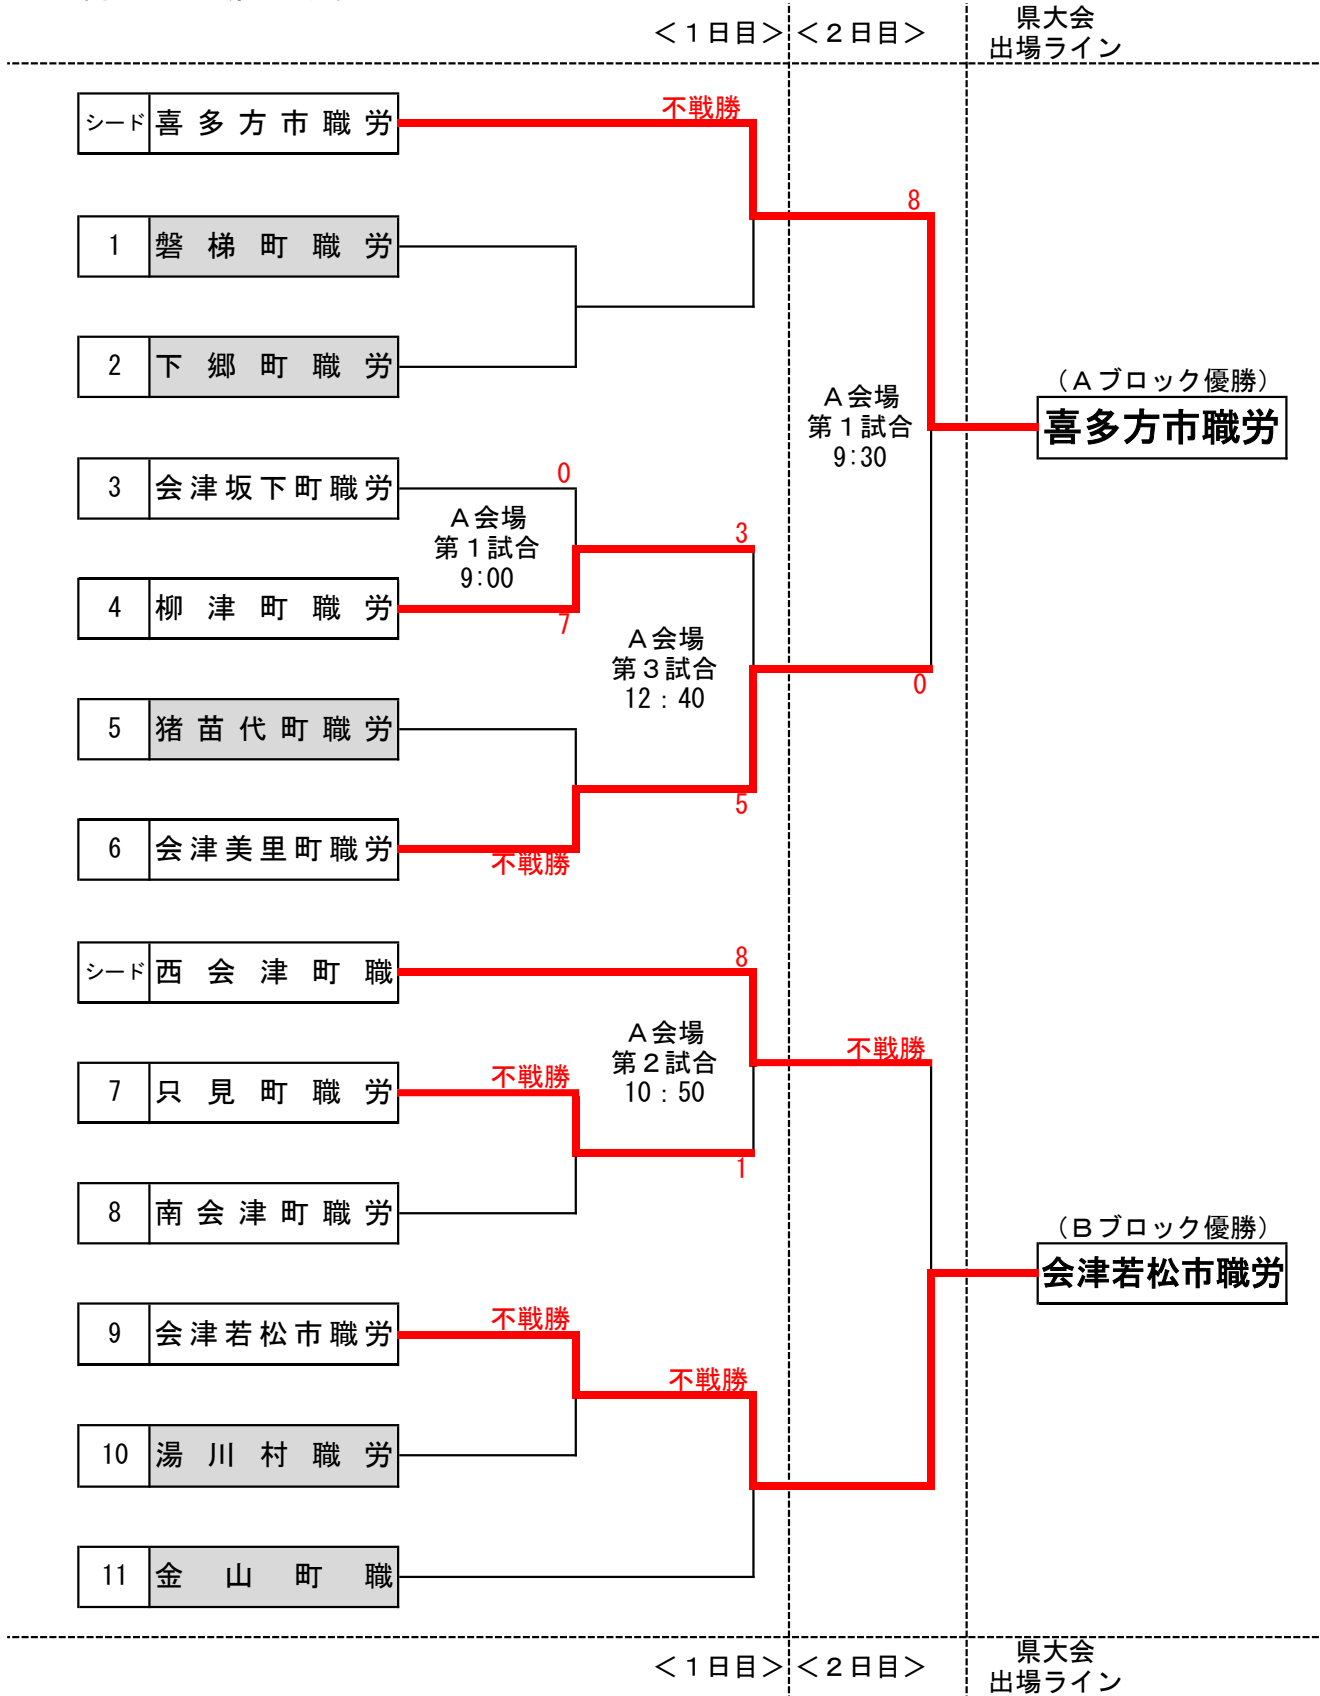 ＜１日目＞ ＜２日目＞ 県大会
出場ライン
シード 喜多方市職労 不戦勝
8
1 磐梯町職労
2 下郷町職労
（Aブロック優勝）
喜多方市職労
A会場
第１試合
9:30
3 会津坂下町職労 0
A会場
第１試合
9:00
3
4 柳津町職労 7
A会場
第３試合
12：40
0
5 猪苗代町職労
5
6 会津美里町職労 不戦勝
シード 西会津町職 8
A会場
第２試合
10：50
不戦勝
7 只見町職労 不戦勝
1
8 南会津町職労
（Bブロック優勝）
会津若松市職労
9 会津若松市職労 不戦勝
不戦勝
10 湯川村職労
11 金山町職
＜１日目＞ ＜２日目＞ 県大会
出場ライン